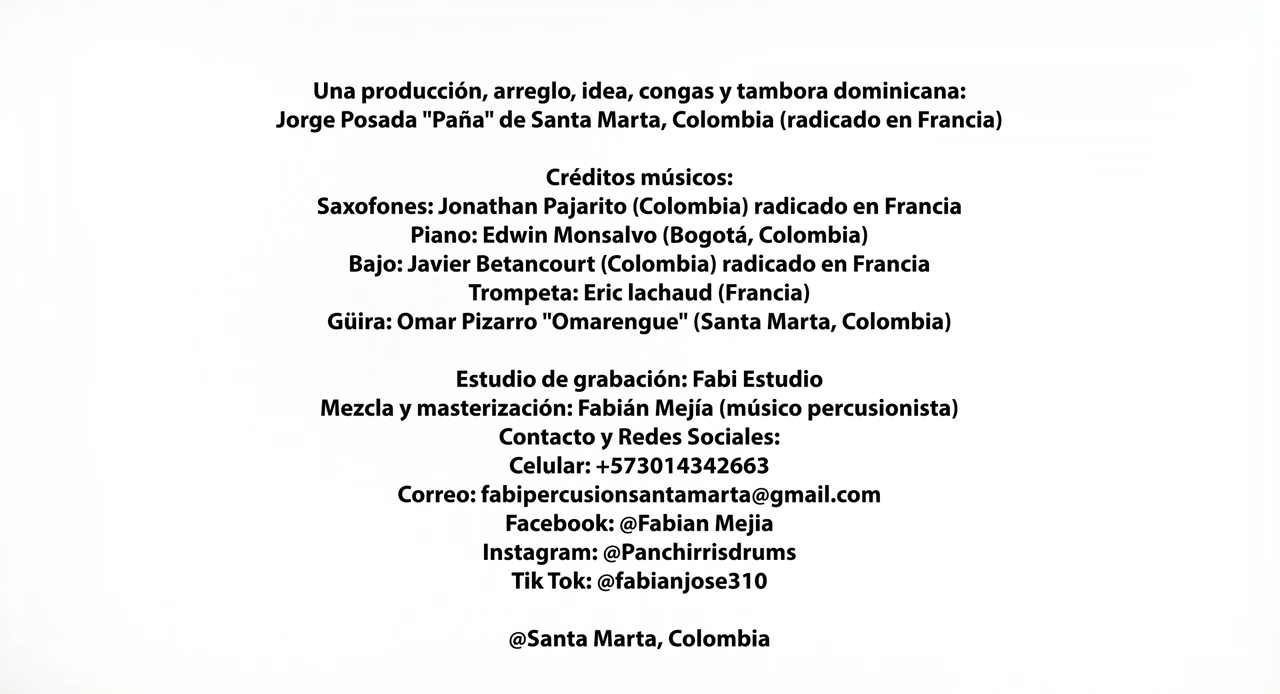 Una producción, arreglo, idea, congas y tambora dominicana:
Jorge Posada "Paña" de Santa Marta, Colombia (radicado en Francia)
Créditos músicos:
Saxofones: Jonathan Pajarito (Colombia) radicado en Francia
Piano: Edwin Monsalvo (Bogotá, Colombia)
Bajo: Javier Betancourt (Colombia) radicado en Francia
Trompeta: Eric lachaud (Francia)
Güira: Omar Pizarro "Omarengue" (Santa Marta, Colombia)
Estudio de grabación: Fabi Estudio
Mezcla y masterización: Fabián Mejía (músico percusionista)
Contacto y Redes Sociales:
Celular: +573014342663
Correo: fabipercusionsantamarta@gmail.com
Facebook: @Fabian Mejia
Instagram: @Panchirrisdrums
Tik Tok: @fabianjose310
@Santa Marta, Colombia